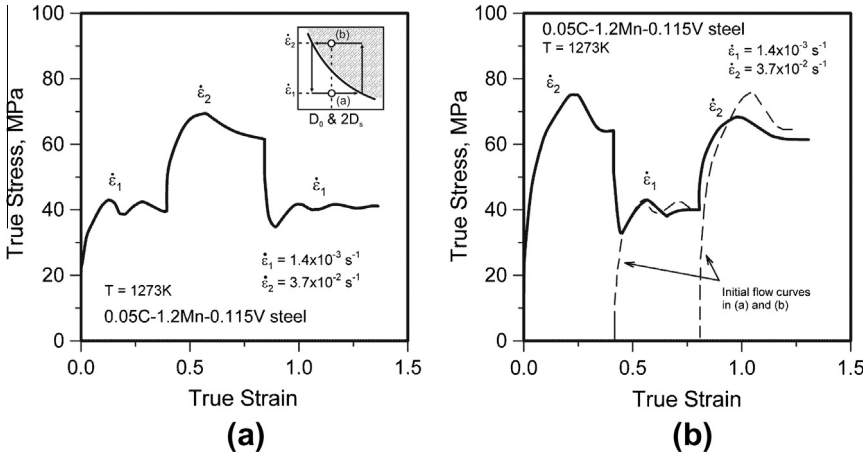 True Stress, MPa
100
80
60
40
20
0
0.0
0.5
1.0
1.5
True Strain
(a)
ε̇₁
ε̇₂
ε̇₁
ε̇₂
ε̇₁
(b)
(a)
D₀ & 2Dₛ
ε̇₁ = 1.4x10⁻³ s⁻¹
ε̇₂ = 3.7x10⁻² s⁻¹
T = 1273K
0.05C-1.2Mn-0.115V steel
True Stress, MPa
100
80
60
40
20
0
0.0
0.5
1.0
1.5
True Strain
(b)
0.05C-1.2Mn-0.115V steel
T = 1273K
ε̇₁ = 1.4x10⁻³ s⁻¹
ε̇₂ = 3.7x10⁻² s⁻¹
ε̇₂
ε̇₁
ε̇₂
Initial flow curves
in (a) and (b)